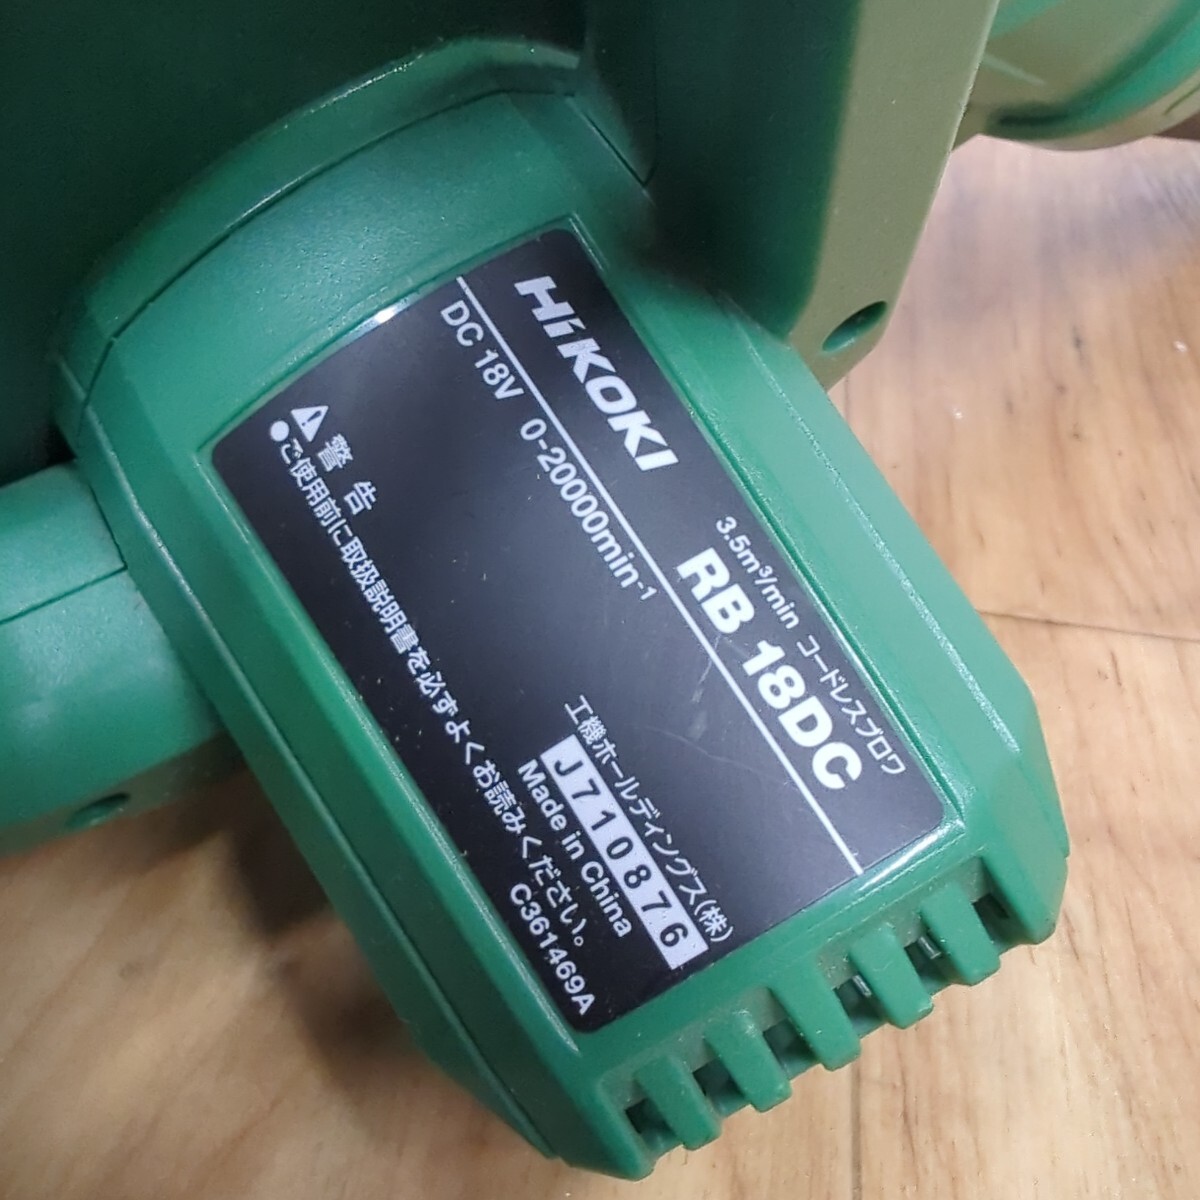 HiKOKI
3.5m³/min コードレスブロワ
RB 18DC
DC 18V 0-20000min⁻¹
工機ホールディングス(株)
J710876
Made in China
⚠ 警告
●ご使用前に取扱説明書を必ずよくお読みください。
C361469A